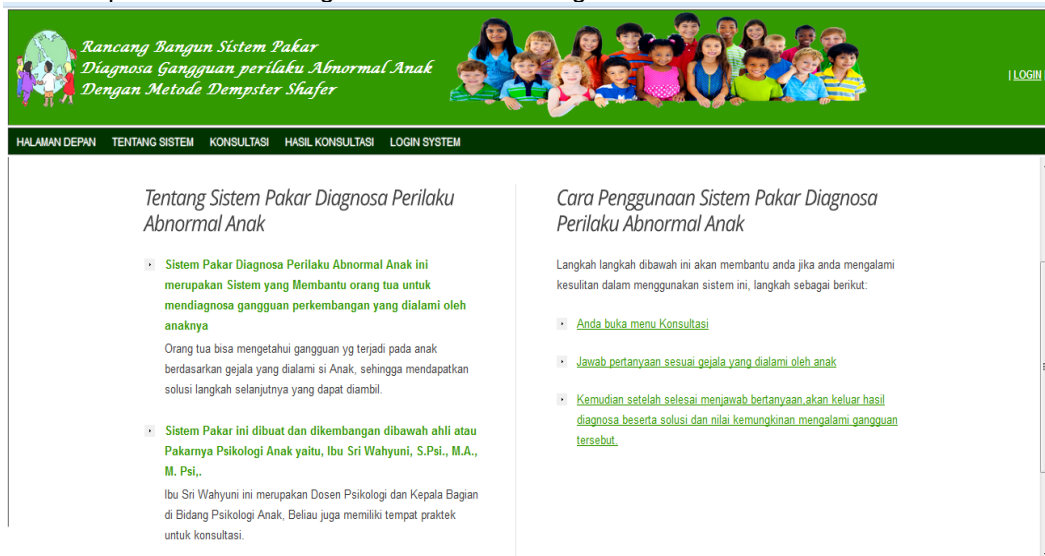 Rancang Bangun Sistem Pakar
Diagnosa Gangguan perilaku Abnormal Anak
Dengan Metode Dempster Shafer
| LOGIN
HALAMAN DEPAN TENTANG SISTEM KONSULTASI HASIL KONSULTASI LOGIN SYSTEM
Tentang Sistem Pakar Diagnosa Perilaku
Abnormal Anak
Sistem Pakar Diagnosa Perilaku Abnormal Anak ini
merupakan Sistem yang Membantu orang tua untuk
mendiagnosa gangguan perkembangan yang dialami oleh
anaknya
Orang tua bisa mengetahui gangguan yg terjadi pada anak
berdasarkan gejala yang dialami si Anak, sehingga mendapatkan
solusi langkah selanjutnya yang dapat diambil.
Sistem Pakar ini dibuat dan dikembangan dibawah ahli atau
Pakarnya Psikologi Anak yaitu, Ibu Sri Wahyuni, S.Psi., M.A.,
M. Psi,.
Ibu Sri Wahyuni ini merupakan Dosen Psikologi dan Kepala Bagian
di Bidang Psikologi Anak, Beliau juga memiliki tempat praktek
untuk konsultasi.
Cara Penggunaan Sistem Pakar Diagnosa
Perilaku Abnormal Anak
Langkah langkah dibawah ini akan membantu anda jika anda mengalami
kesulitan dalam menggunakan sistem ini, langkah sebagai berikut:
Anda buka menu Konsultasi
Jawab pertanyaan sesuai gejala yang dialami oleh anak
Kemudian setelah selesai menjawab bertanyaan,akan keluar hasil
diagnosa beserta solusi dan nilai kemungkinan mengalami gangguan
tersebut.